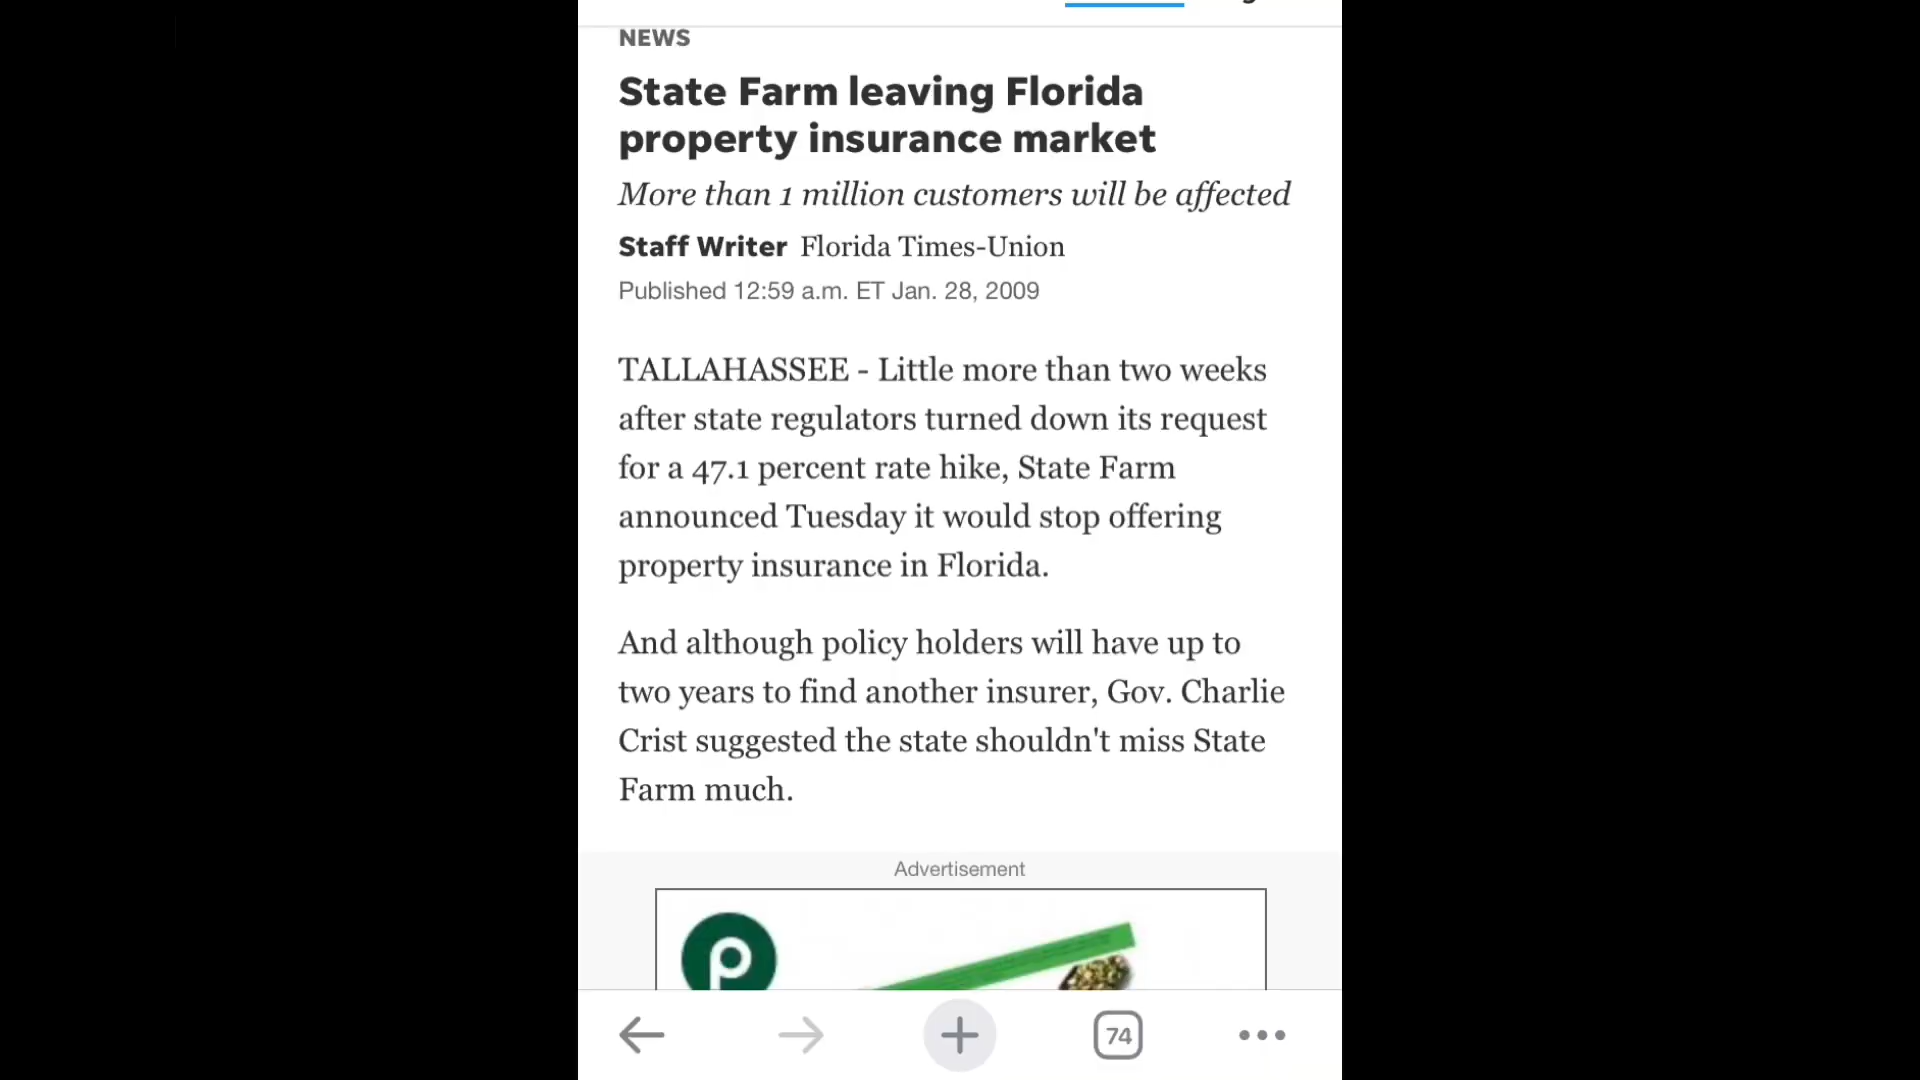 NEWS
State Farm leaving Florida
property insurance market
More than 1 million customers will be affected
Staff Writer Florida Times-Union
Published 12:59 a.m. ET Jan. 28, 2009
TALLAHASSEE - Little more than two weeks
after state regulators turned down its request
for a 47.1 percent rate hike, State Farm
announced Tuesday it would stop offering
property insurance in Florida.
And although policy holders will have up to
two years to find another insurer, Gov. Charlie
Crist suggested the state shouldn't miss State
Farm much.
Advertisement
74